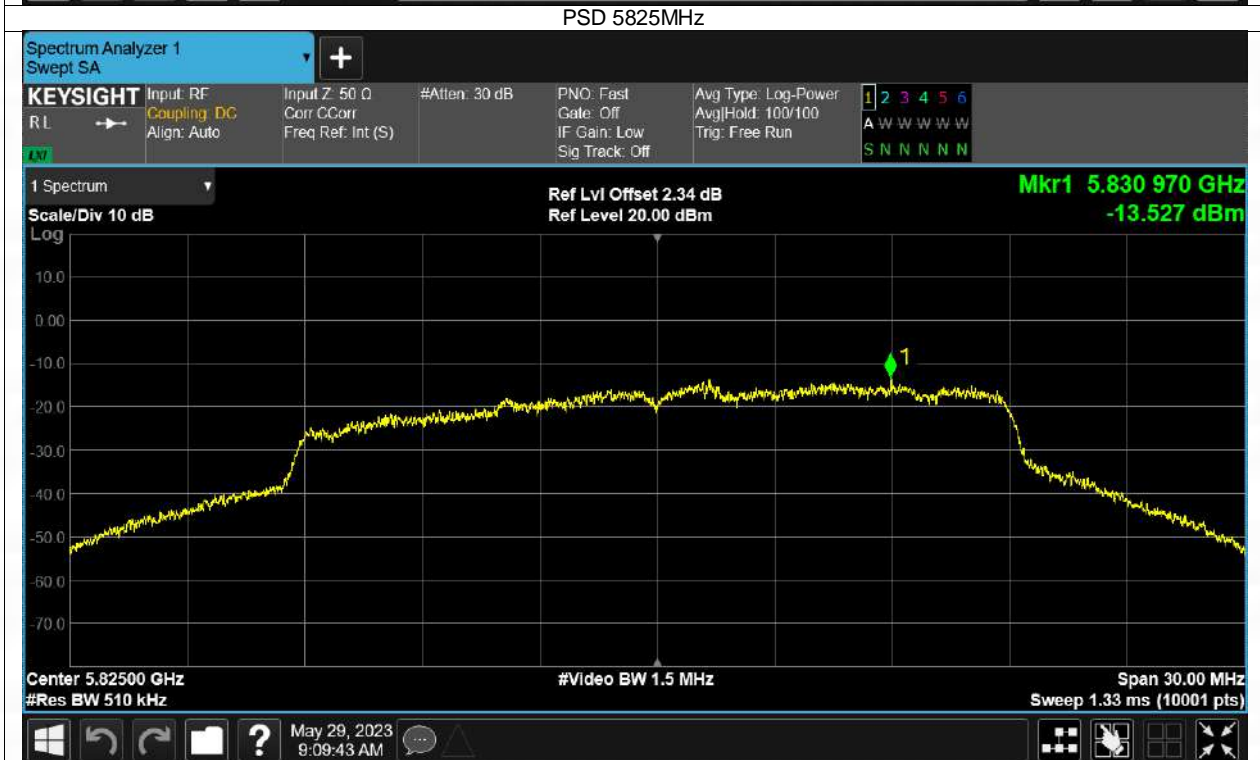 PSD 5825MHz
Spectrum Analyzer 1
Swept SA
KEYSIGHT
RL
LXI
Input: RF
Coupling: DC
Align: Auto
Input Z: 50 Ω
Corr CCorr
Freq Ref: Int (S)
#Atten: 30 dB
PNO: Fast
Gate: Off
IF Gain: Low
Sig Track: Off
Avg Type: Log-Power
Avg|Hold: 100/100
Trig: Free Run
1 2 3 4 5 6
A W W W W W
S N N N N N
1 Spectrum
Scale/Div 10 dB
Ref Lvl Offset 2.34 dB
Ref Level 20.00 dBm
Mkr1 5.830 970 GHz
-13.527 dBm
Log
10.0
0.00
-10.0
-20.0
-30.0
-40.0
-50.0
-60.0
-70.0
1
Center 5.82500 GHz
#Res BW 510 kHz
#Video BW 1.5 MHz
Span 30.00 MHz
Sweep 1.33 ms (10001 pts)
?
May 29, 2023
9:09:43 AM